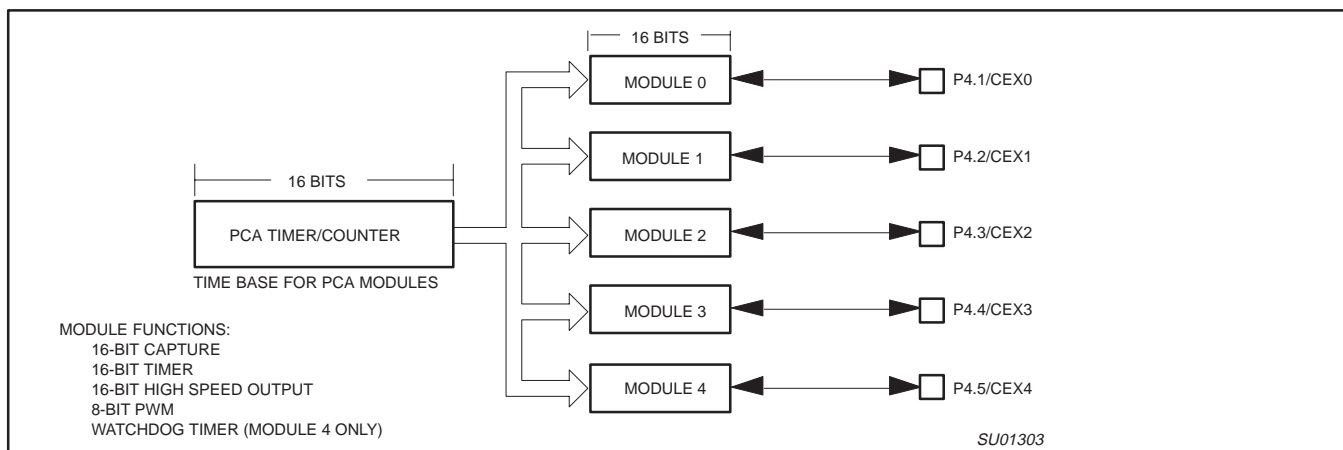 16 BITS
MODULE 0
P4.1/CEX0
MODULE 1
P4.2/CEX1
16 BITS
PCA TIMER/COUNTER
TIME BASE FOR PCA MODULES
MODULE 2
P4.3/CEX2
MODULE 3
P4.4/CEX3
MODULE 4
P4.5/CEX4
MODULE FUNCTIONS:
16-BIT CAPTURE
16-BIT TIMER
16-BIT HIGH SPEED OUTPUT
8-BIT PWM
WATCHDOG TIMER (MODULE 4 ONLY)
SU01303